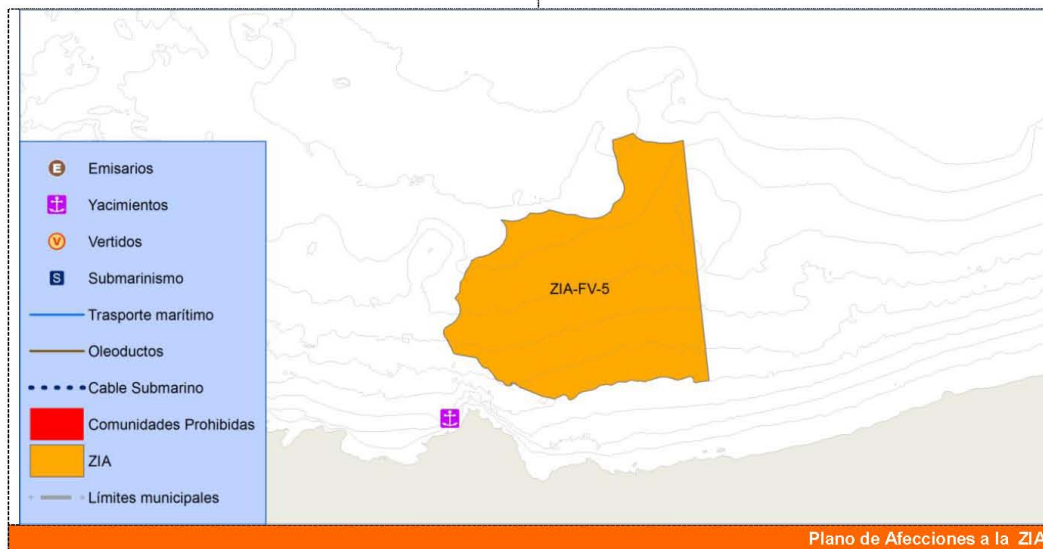 E Emisarios
Yacimientos
V Vertidos
S Submarinismo
Trasporte marítimo
Oleoductos
Cable Submarino
Comunidades Prohibidas
ZIA
Límites municipales
ZIA-FV-5
Plano de Afecciones a la ZIA